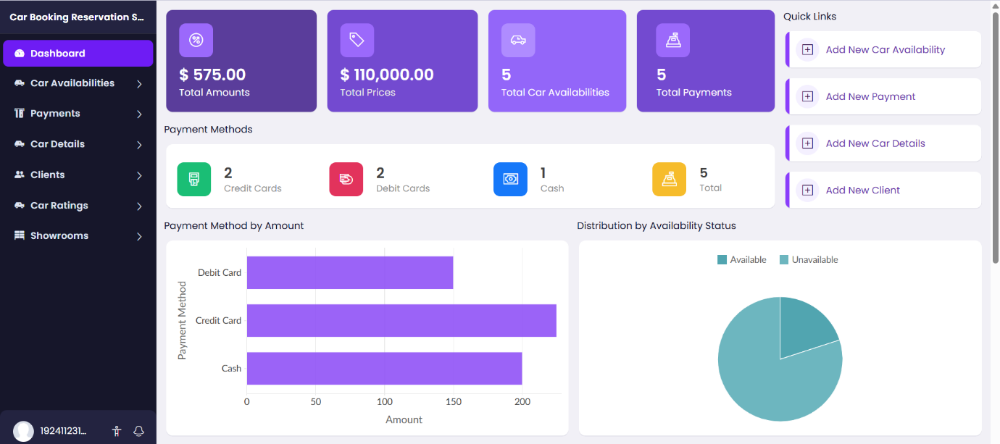 Car Booking Reservation S...
Dashboard
Car Availabilities
Payments
Car Details
Clients
Car Ratings
Showrooms
192411231...
$ 575.00
Total Amounts
$ 110,000.00
Total Prices
5
Total Car Availabilities
5
Total Payments
Quick Links
Add New Car Availability
Add New Payment
Add New Car Details
Add New Client
Payment Methods
2
Credit Cards
2
Debit Cards
1
Cash
5
Total
Payment Method by Amount
Payment Method
Debit Card
Credit Card
Cash
0 50 100 150 200
Amount
Distribution by Availability Status
Available Unavailable